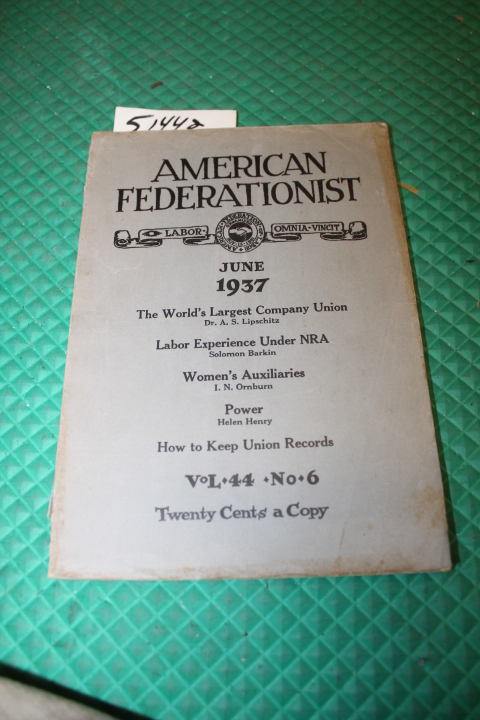 51442
AMERICAN
FEDERATIONIST
LABOR · OMNIA · VINCIT
JUNE
1937
The World's Largest Company Union
Dr. A. S. Lipschitz
Labor Experience Under NRA
Solomon Barkin
Women's Auxiliaries
I. N. Ornburn
Power
Helen Henry
How to Keep Union Records
VOL·44 ·No·6
Twenty Cents a Copy